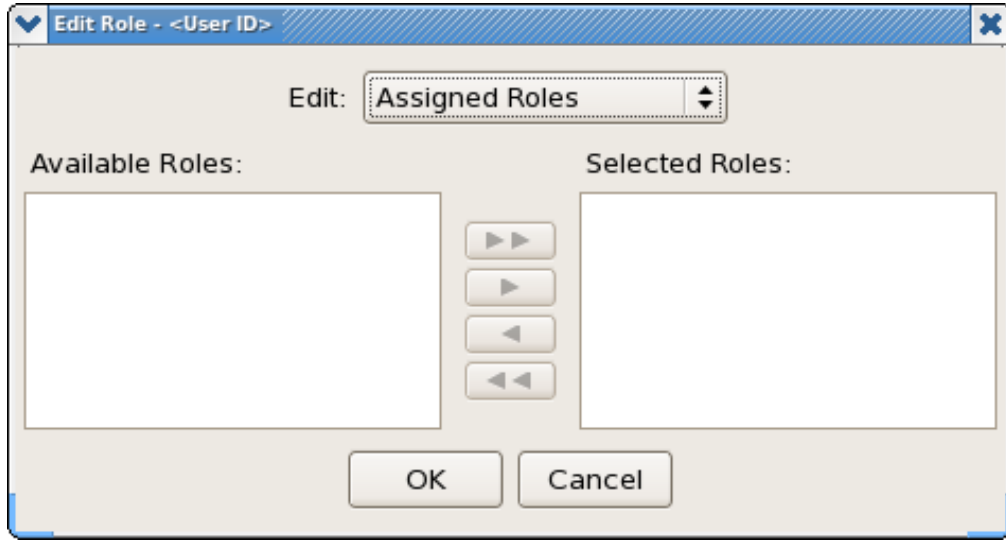 Edit Role - <User ID>
Edit: Assigned Roles
Available Roles: Selected Roles:
OK Cancel